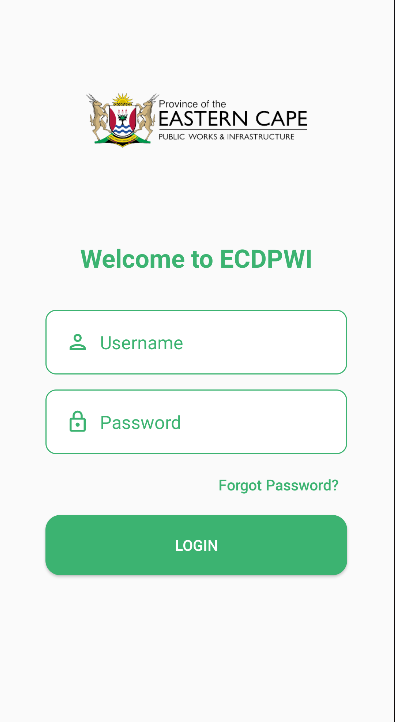 Province of the
EASTERN CAPE
PUBLIC WORKS & INFRASTRUCTURE
Welcome to ECDPWI
Username
Password
Forgot Password?
LOGIN